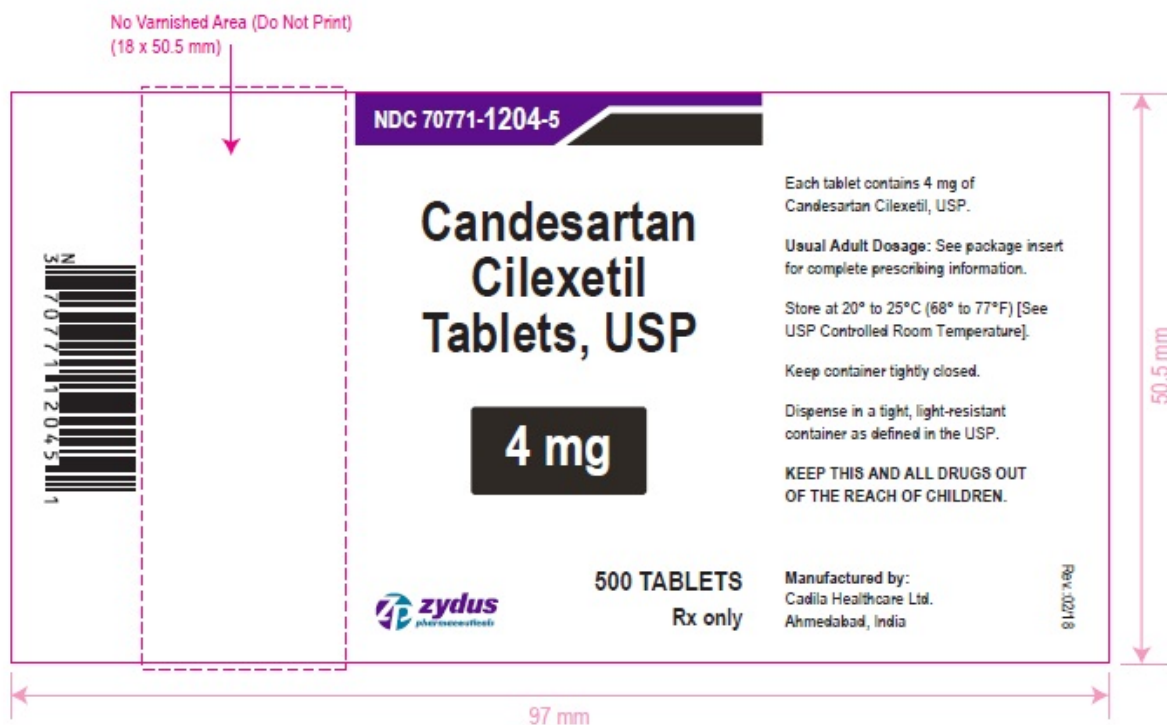 No Varnished Area (Do Not Print)
(18 x 50.5 mm)
N
3
70771 12045
1
NDC 70771-1204-5
Candesartan
Cilexetil
Tablets, USP
4 mg
500 TABLETS
Rx only
zydus
pharmaceuticals
Each tablet contains 4 mg of
Candesartan Cilexetil, USP.
Usual Adult Dosage: See package insert
for complete prescribing information.
Store at 20° to 25°C (68° to 77°F) [See
USP Controlled Room Temperature].
Keep container tightly closed.
Dispense in a tight, light-resistant
container as defined in the USP.
KEEP THIS AND ALL DRUGS OUT
OF THE REACH OF CHILDREN.
Manufactured by:
Cadila Healthcare Ltd.
Ahmedabad, India
Rev.:02/18
50.5 mm
97 mm